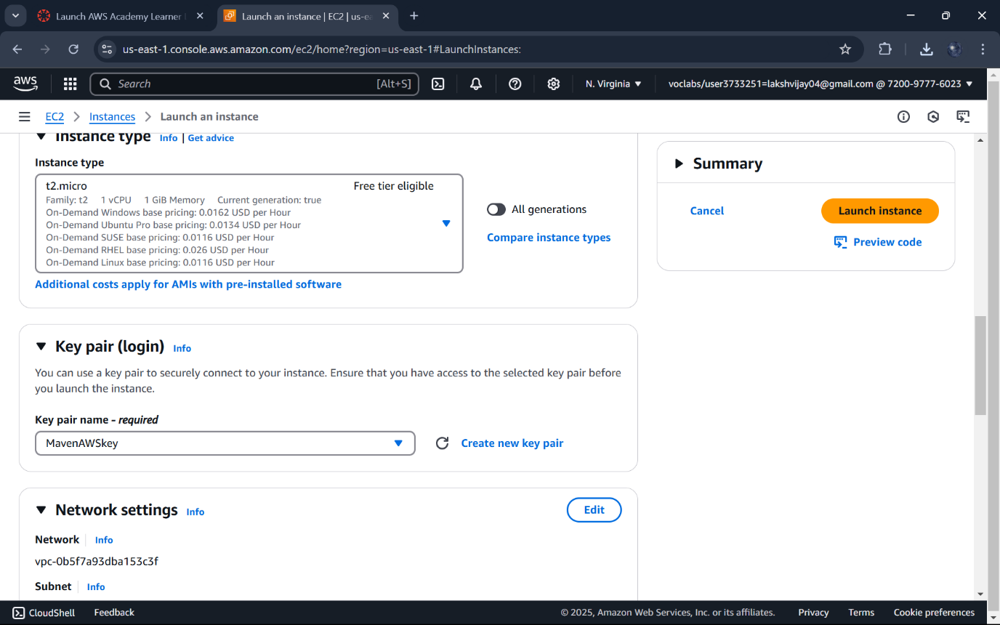 Launch AWS Academy Learner
Launch an instance | EC2 | us-ea
us-east-1.console.aws.amazon.com/ec2/home?region=us-east-1#LaunchInstances:
aws
Search [Alt+S]
N. Virginia
voclabs/user3733251=lakshvijay04@gmail.com @ 7200-9777-6023
EC2 Instances Launch an instance
Instance type Info | Get advice
Instance type
t2.micro Free tier eligible
Family: t2 1 vCPU 1 GiB Memory Current generation: true
On-Demand Windows base pricing: 0.0162 USD per Hour
On-Demand Ubuntu Pro base pricing: 0.0134 USD per Hour
On-Demand SUSE base pricing: 0.0116 USD per Hour
On-Demand RHEL base pricing: 0.026 USD per Hour
On-Demand Linux base pricing: 0.0116 USD per Hour
All generations
Compare instance types
Additional costs apply for AMIs with pre-installed software
Key pair (login) Info
You can use a key pair to securely connect to your instance. Ensure that you have access to the selected key pair before
you launch the instance.
Key pair name - required
MavenAWSkey
Create new key pair
Network settings Info
Edit
Network Info
vpc-0b5f7a93dba153c3f
Subnet Info
Summary
Cancel
Launch instance
Preview code
CloudShell Feedback
© 2025, Amazon Web Services, Inc. or its affiliates. Privacy Terms Cookie preferences